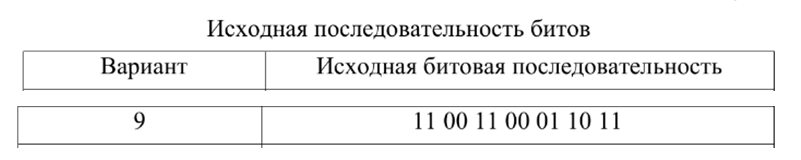 Исходная последовательность битов
Вариант Исходная битовая последовательность
9 11 00 11 00 01 10 11